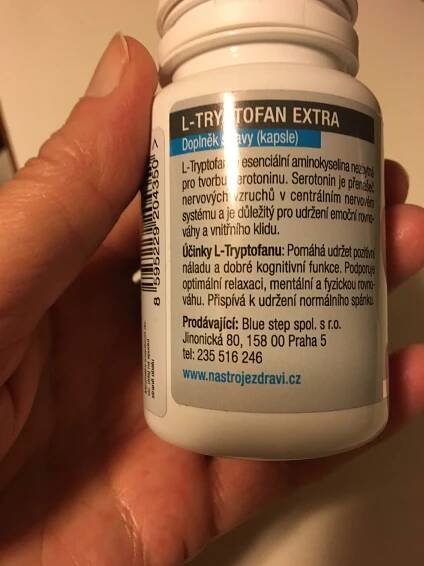 L-TRYPTOFAN EXTRA
Doplněk stravy (kapsle)
L-Tryptofan je esenciální aminokyselina nezbytná
pro tvorbu serotoninu. Serotonin je přenašeč
nervových vzruchů v centrálním nervovém
systému a je důležitý pro udržení emoční rovno-
váhy a vnitřního klidu.
Účinky L-Tryptofanu: Pomáhá udržet pozitivní
náladu a dobré kognitivní funkce. Podporuje
optimální relaxaci, mentální a fyzickou rovno-
váhu. Přispívá k udržení normálního spánku.
Prodávající: Blue step spol. s r.o.
Jinonická 80, 158 00 Praha 5
tel: 235 516 246
www.nastrojezdravi.cz
8 595229 204350 7